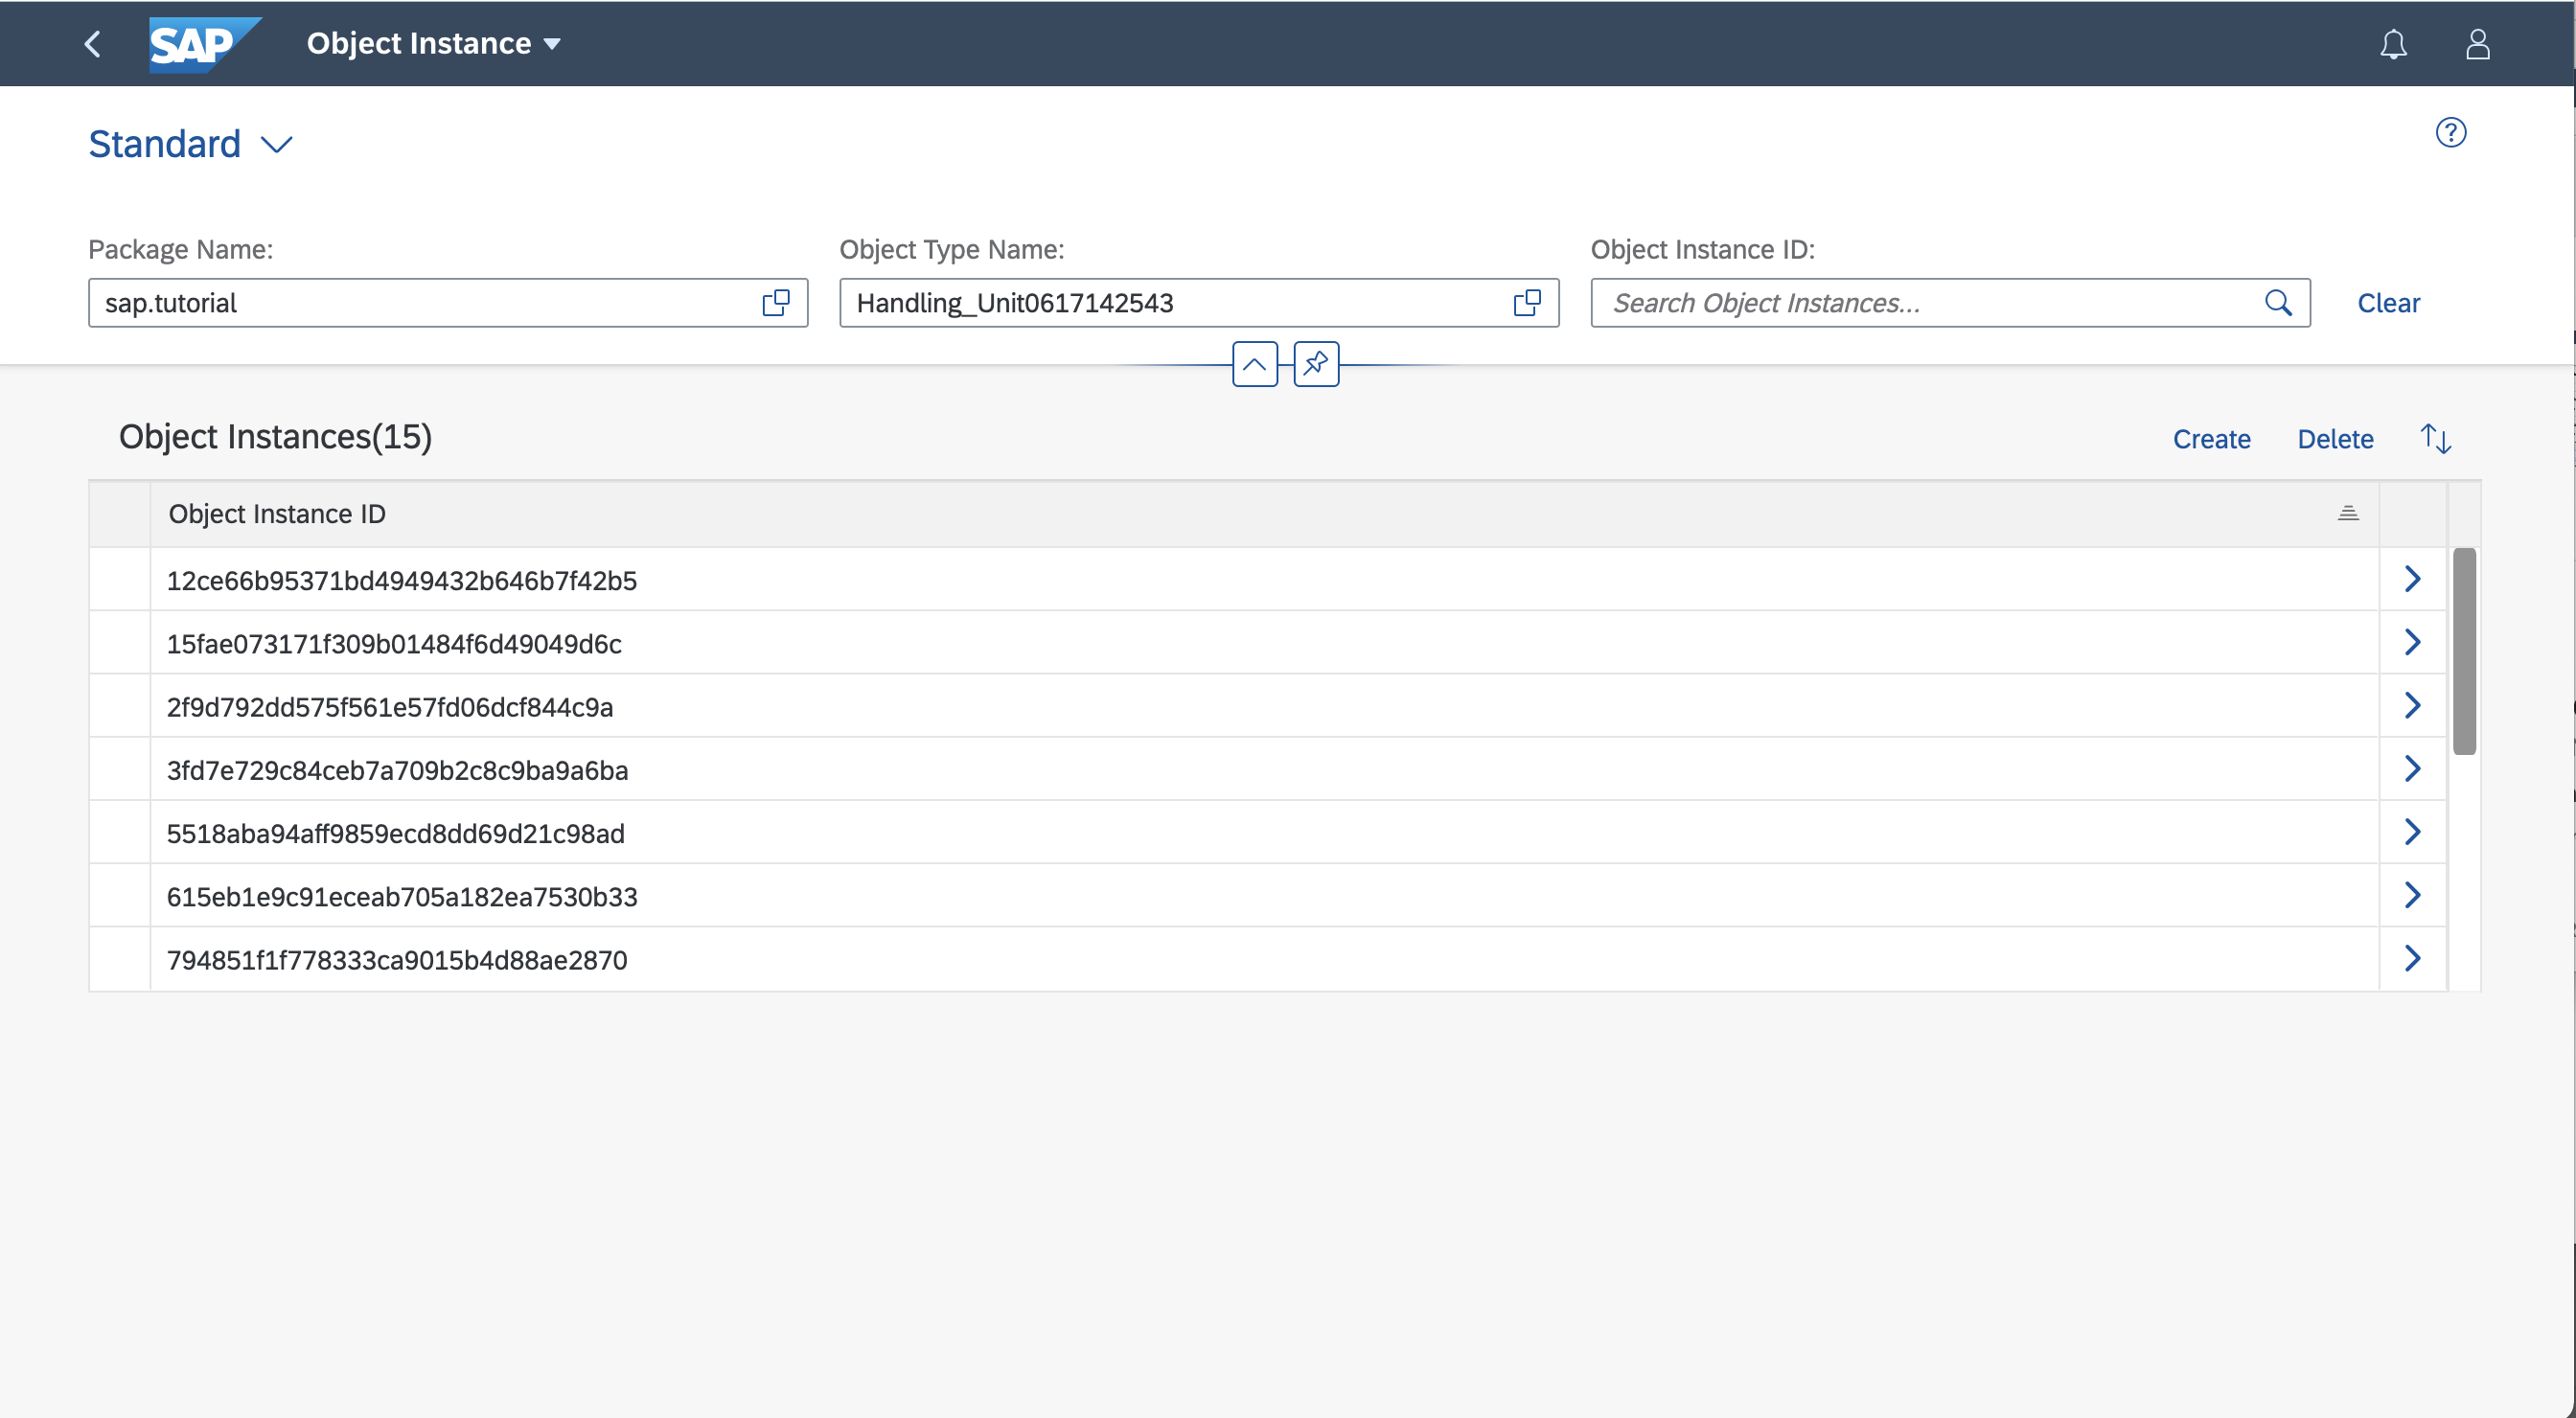 SAP Object Instance
Standard
Package Name: Object Type Name: Object Instance ID:
sap.tutorial Handling_Unit0617142543 Search Object Instances... Clear
Object Instances(15) Create Delete
Object Instance ID
12ce66b95371bd4949432b646b7f42b5
15fae073171f309b01484f6d49049d6c
2f9d792dd575f561e57fd06dcf844c9a
3fd7e729c84ceb7a709b2c8c9ba9a6ba
5518aba94aff9859ecd8dd69d21c98ad
615eb1e9c91eceab705a182ea7530b33
794851f1f778333ca9015b4d88ae2870